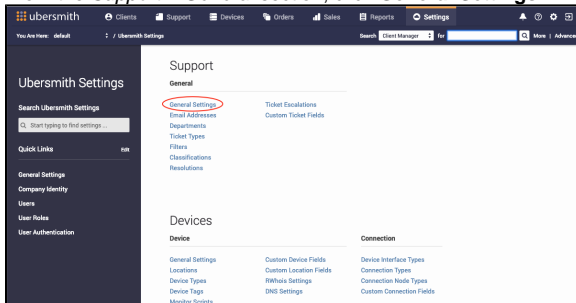 ubersmith Clients Support Devices Orders Sales Reports Settings
You Are Here: default / Ubersmith Settings Search Client Manager for More | Advanced
Ubersmith Settings
Search Ubersmith Settings
Start typing to find settings ...
Quick Links Edit
General Settings
Company Identity
Users
User Roles
User Authentication
Support
General
General Settings Ticket Escalations
Email Addresses Custom Ticket Fields
Departments
Ticket Types
Filters
Classifications
Resolutions
Devices
Device Connection
General Settings Custom Device Fields Device Interface Types
Locations Custom Location Fields Connection Types
Device Types RWhois Settings Connection Node Types
Device Tags DNS Settings Custom Connection Fields
Monitor Scripts